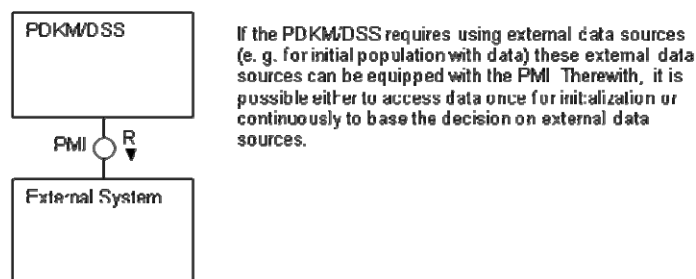 PDKM/DSS
PMI
R
External System
If the PDKM/DSS requires using external data sources
(e. g. for initial population with data) these external data
sources can be equipped with the PMI Therewith, it is
possible either to access data once for initialization or
continuously to base the decision on external data
sources.